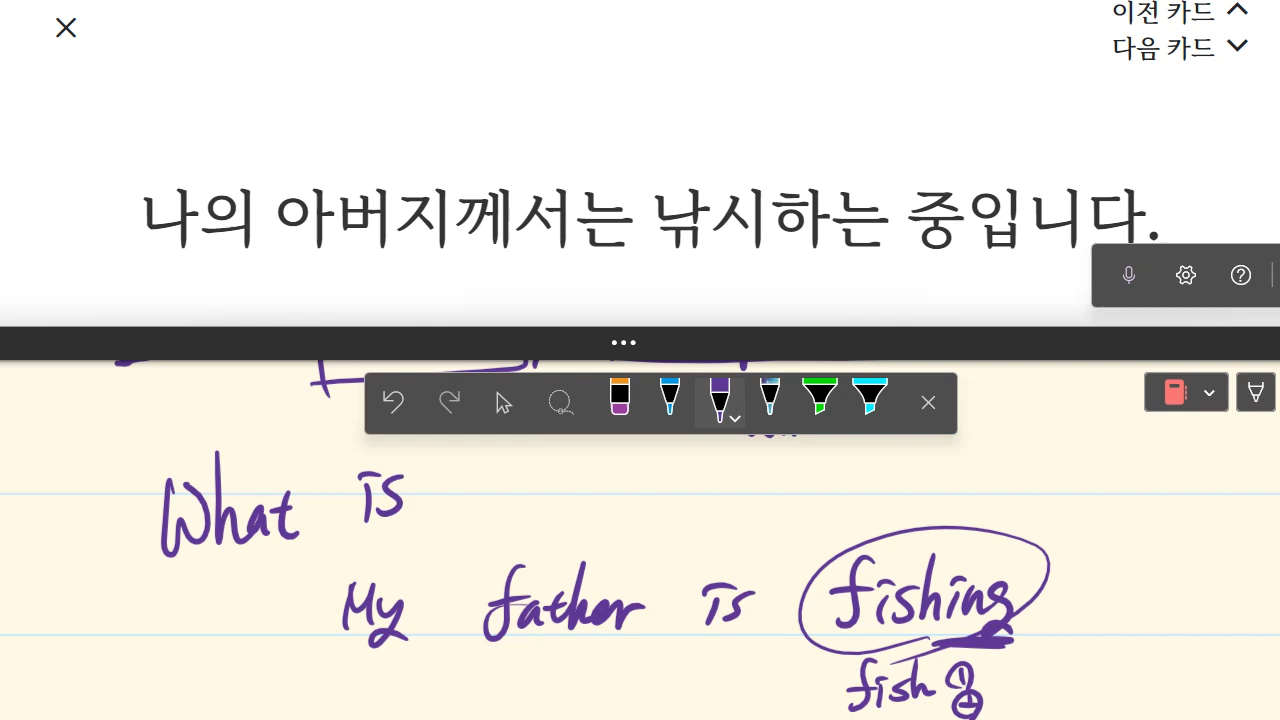 이전 카드
다음 카드
나의 아버지께서는 낚시하는 중입니다.
What is
My father is fishing
fish